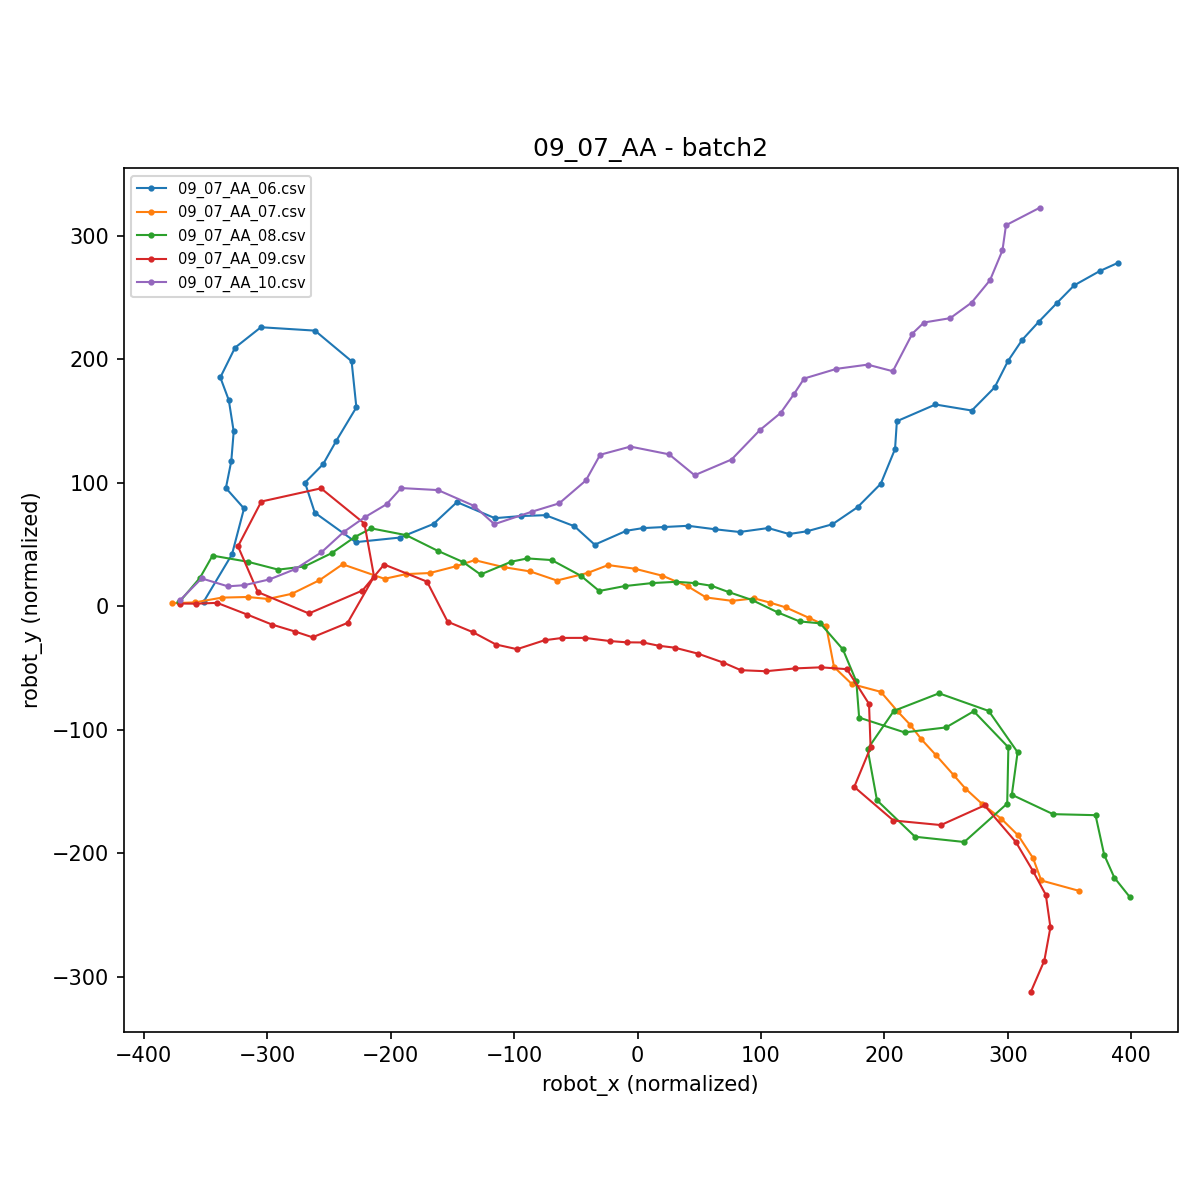 09_07_AA - batch2
09_07_AA_06.csv
09_07_AA_07.csv
09_07_AA_08.csv
09_07_AA_09.csv
09_07_AA_10.csv
300
200
100
0
−100
−200
−300
robot_y (normalized)
−400 −300 −200 −100 0 100 200 300 400
robot_x (normalized)